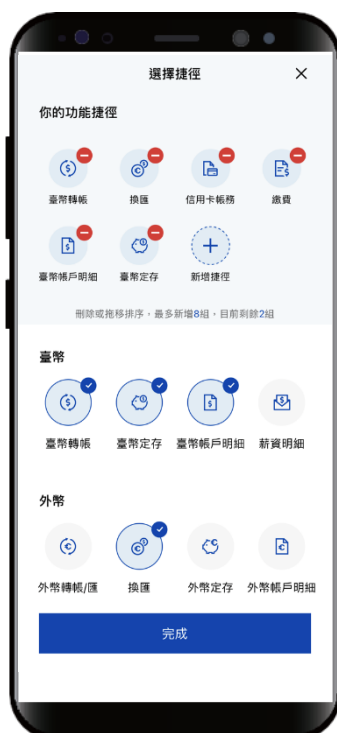 選擇捷徑
你的功能捷徑
臺幣轉帳 換匯 信用卡帳務 繳費
臺幣帳戶明細 臺幣定存 新增捷徑
刪除或拖移排序，最多新增8組，目前剩餘2組
臺幣
臺幣轉帳 臺幣定存 臺幣帳戶明細 薪資明細
外幣
外幣轉帳/匯 換匯 外幣定存 外幣帳戶明細
完成